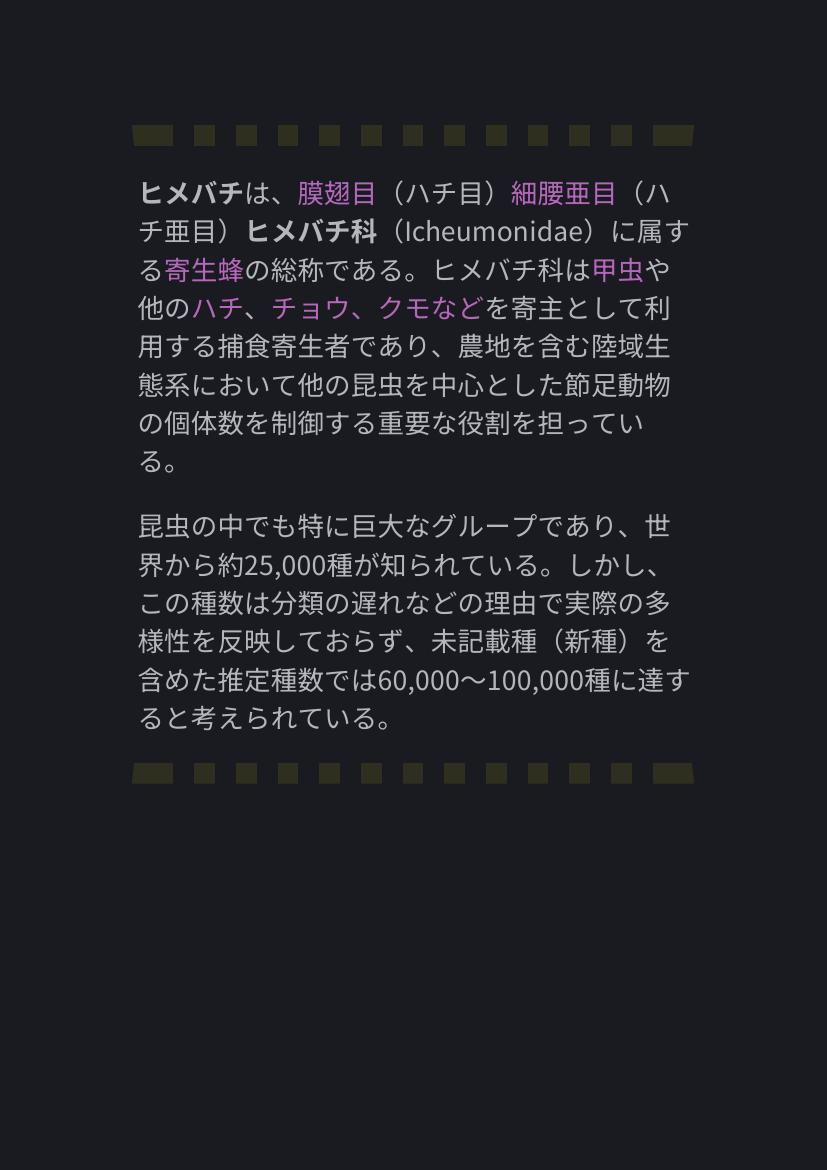 ヒメバチは、膜翅目（ハチ目）細腰亜目（ハ
チ亜目）ヒメバチ科（Icheumonidae）に属す
る寄生蜂の総称である。ヒメバチ科は甲虫や
他のハチ、チョウ、クモなどを寄主として利
用する捕食寄生者であり、農地を含む陸域生
態系において他の昆虫を中心とした節足動物
の個体数を制御する重要な役割を担ってい
る。
昆虫の中でも特に巨大なグループであり、世
界から約25,000種が知られている。しかし、
この種数は分類の遅れなどの理由で実際の多
様性を反映しておらず、未記載種（新種）を
含めた推定種数では60,000〜100,000種に達す
ると考えられている。